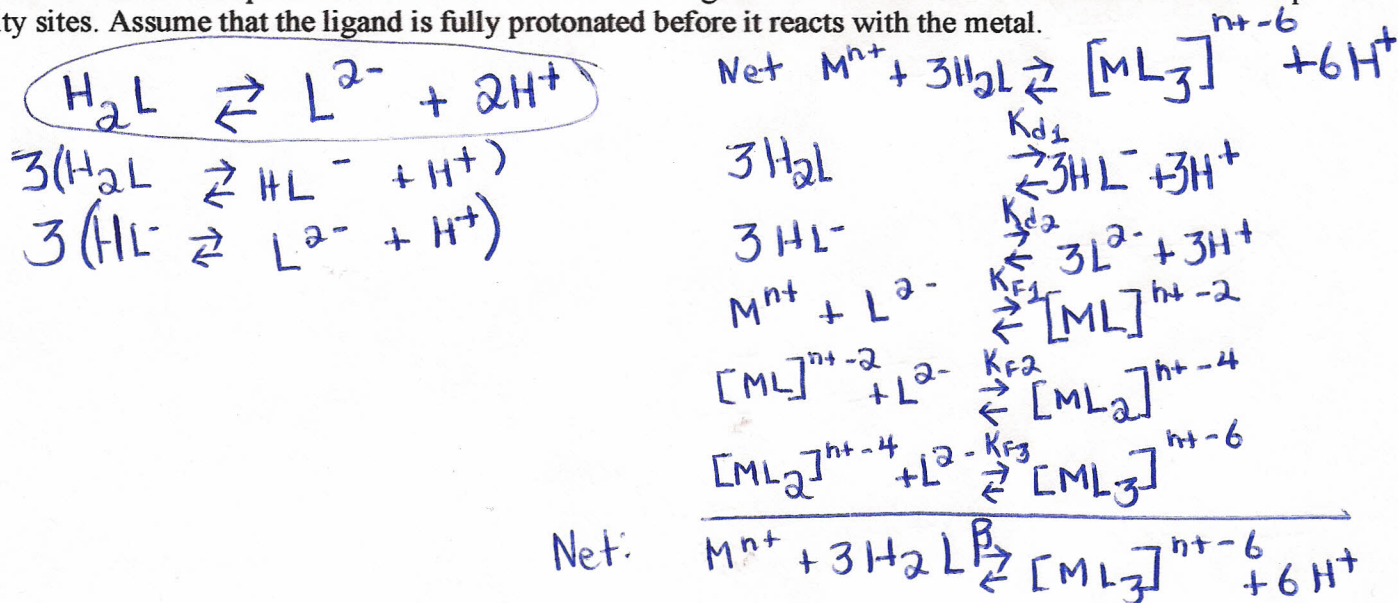 ty sites. Assume that the ligand is fully protonated before it reacts with the metal.
H₂L ⇄ L²⁻ + 2H⁺
3(H₂L ⇄ HL⁻ + H⁺)
3(HL⁻ ⇄ L²⁻ + H⁺)
Net Mⁿ⁺ + 3H₂L ⇄ [ML₃]ⁿ⁺⁻⁶ + 6H⁺
3H₂L Kd1 ⇄ 3HL⁻ + 3H⁺
3HL⁻ Kd2 ⇄ 3L²⁻ + 3H⁺
Mⁿ⁺ + L²⁻ KF1 ⇄ [ML]ⁿ⁺⁻²
[ML]ⁿ⁺⁻² + L²⁻ KF2 ⇄ [ML₂]ⁿ⁺⁻⁴
[ML₂]ⁿ⁺⁻⁴ + L²⁻ KF3 ⇄ [ML₃]ⁿ⁺⁻⁶
Net: Mⁿ⁺ + 3H₂L β ⇄ [ML₃]ⁿ⁺⁻⁶ + 6H⁺